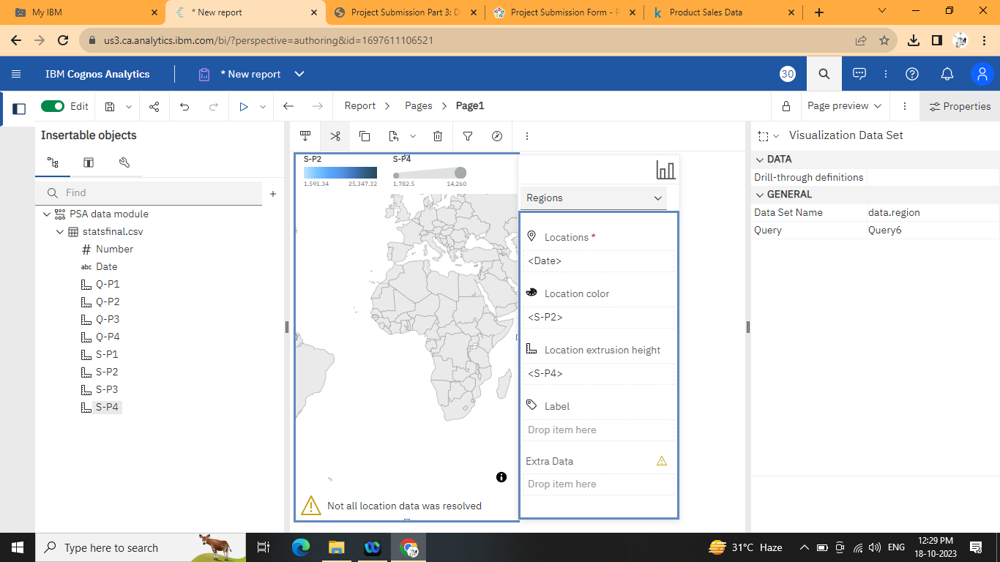 My IBM
* New report
Project Submission Part 3: D
Project Submission Form - P
Product Sales Data
us3.ca.analytics.ibm.com/bi/?perspective=authoring&id=1697611106521
IBM Cognos Analytics
* New report
30
Edit
Report
Pages
Page1
Page preview
Properties
Insertable objects
Find
PSA data module
statsfinal.csv
Number
abc Date
Q-P1
Q-P2
Q-P3
Q-P4
S-P1
S-P2
S-P3
S-P4
S-P2
S-P4
1,591.34 25,347.32
1,782.5 14,260
Not all location data was resolved
Regions
Locations *
<Date>
Location color
<S-P2>
Location extrusion height
<S-P4>
Label
Drop item here
Extra Data
Drop item here
Visualization Data Set
DATA
Drill-through definitions
GENERAL
Data Set Name data.region
Query Query6
Type here to search
31°C Haze
ENG
12:29 PM
18-10-2023